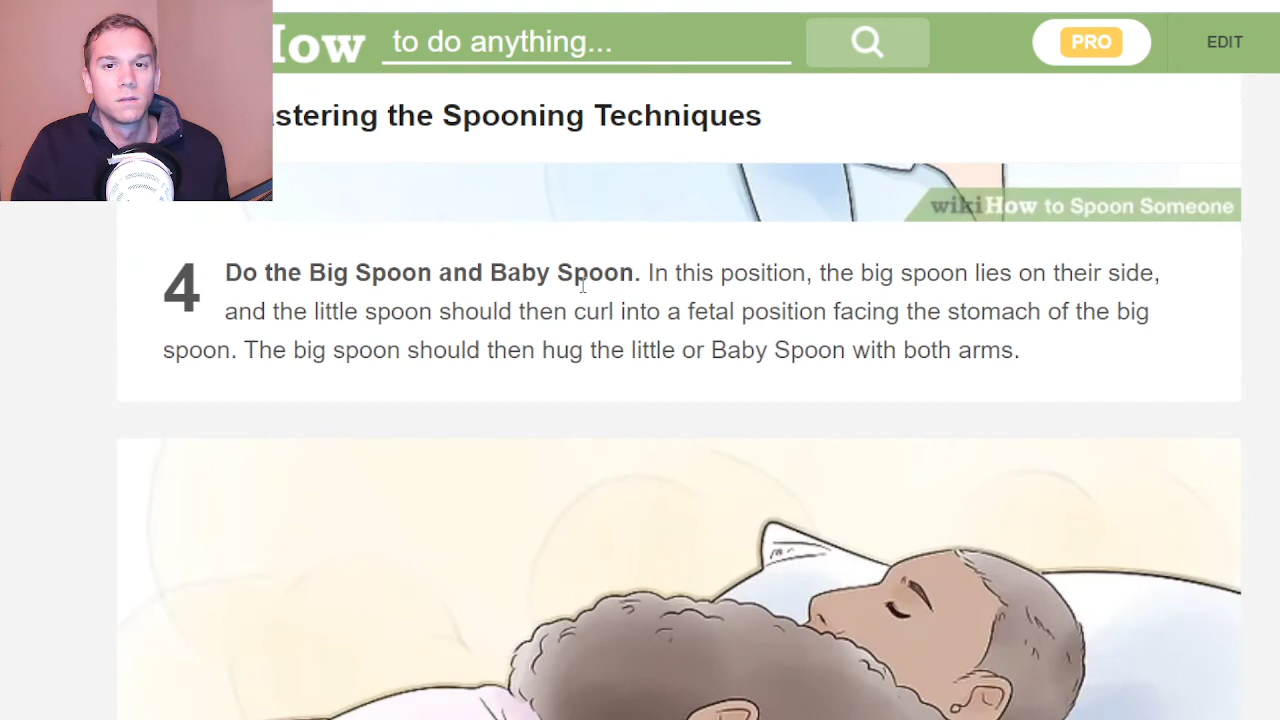 How to do anything... PRO EDIT
stering the Spooning Techniques
wikiHow to Spoon Someone
4 Do the Big Spoon and Baby Spoon. In this position, the big spoon lies on their side,
and the little spoon should then curl into a fetal position facing the stomach of the big
spoon. The big spoon should then hug the little or Baby Spoon with both arms.